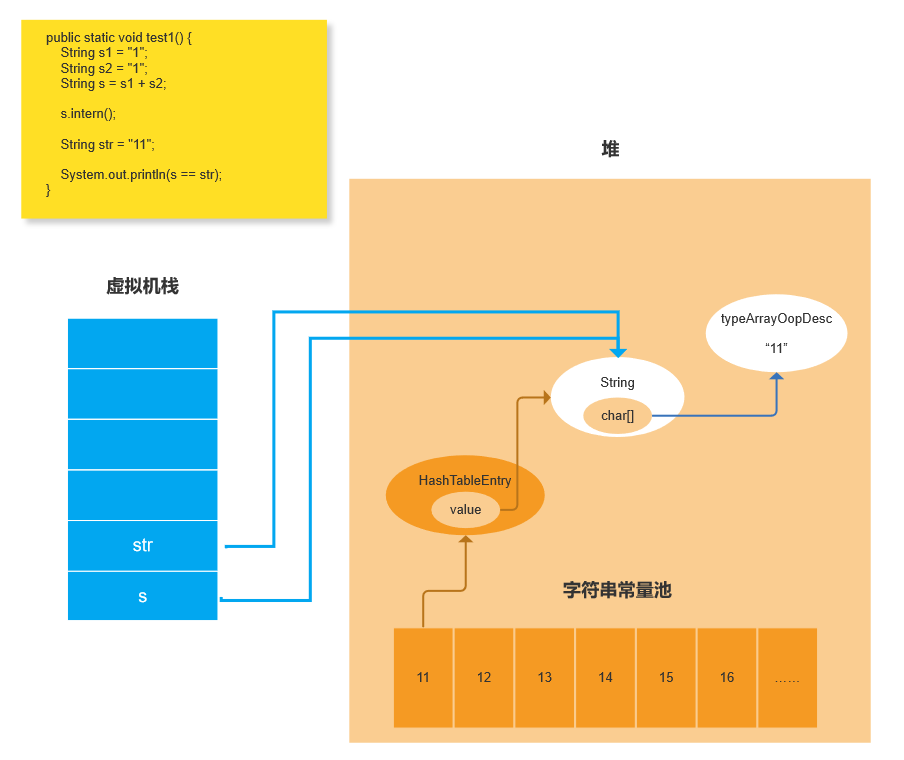 public static void test1() {
String s1 = "1";
String s2 = "1";
String s = s1 + s2;
s.intern();
String str = "11";
System.out.println(s == str);
}
堆
虚拟机栈
typeArrayOopDesc
“11”
String
char[]
HashTableEntry
value
str
s
字符串常量池
11 12 13 14 15 16 ……